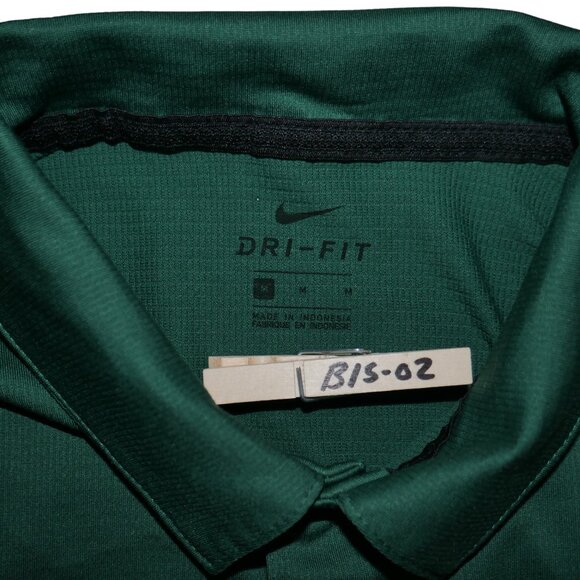 DRI-FIT
M M M
MADE IN INDONESIA
FABRIQUE EN INDONESIE
B15-02